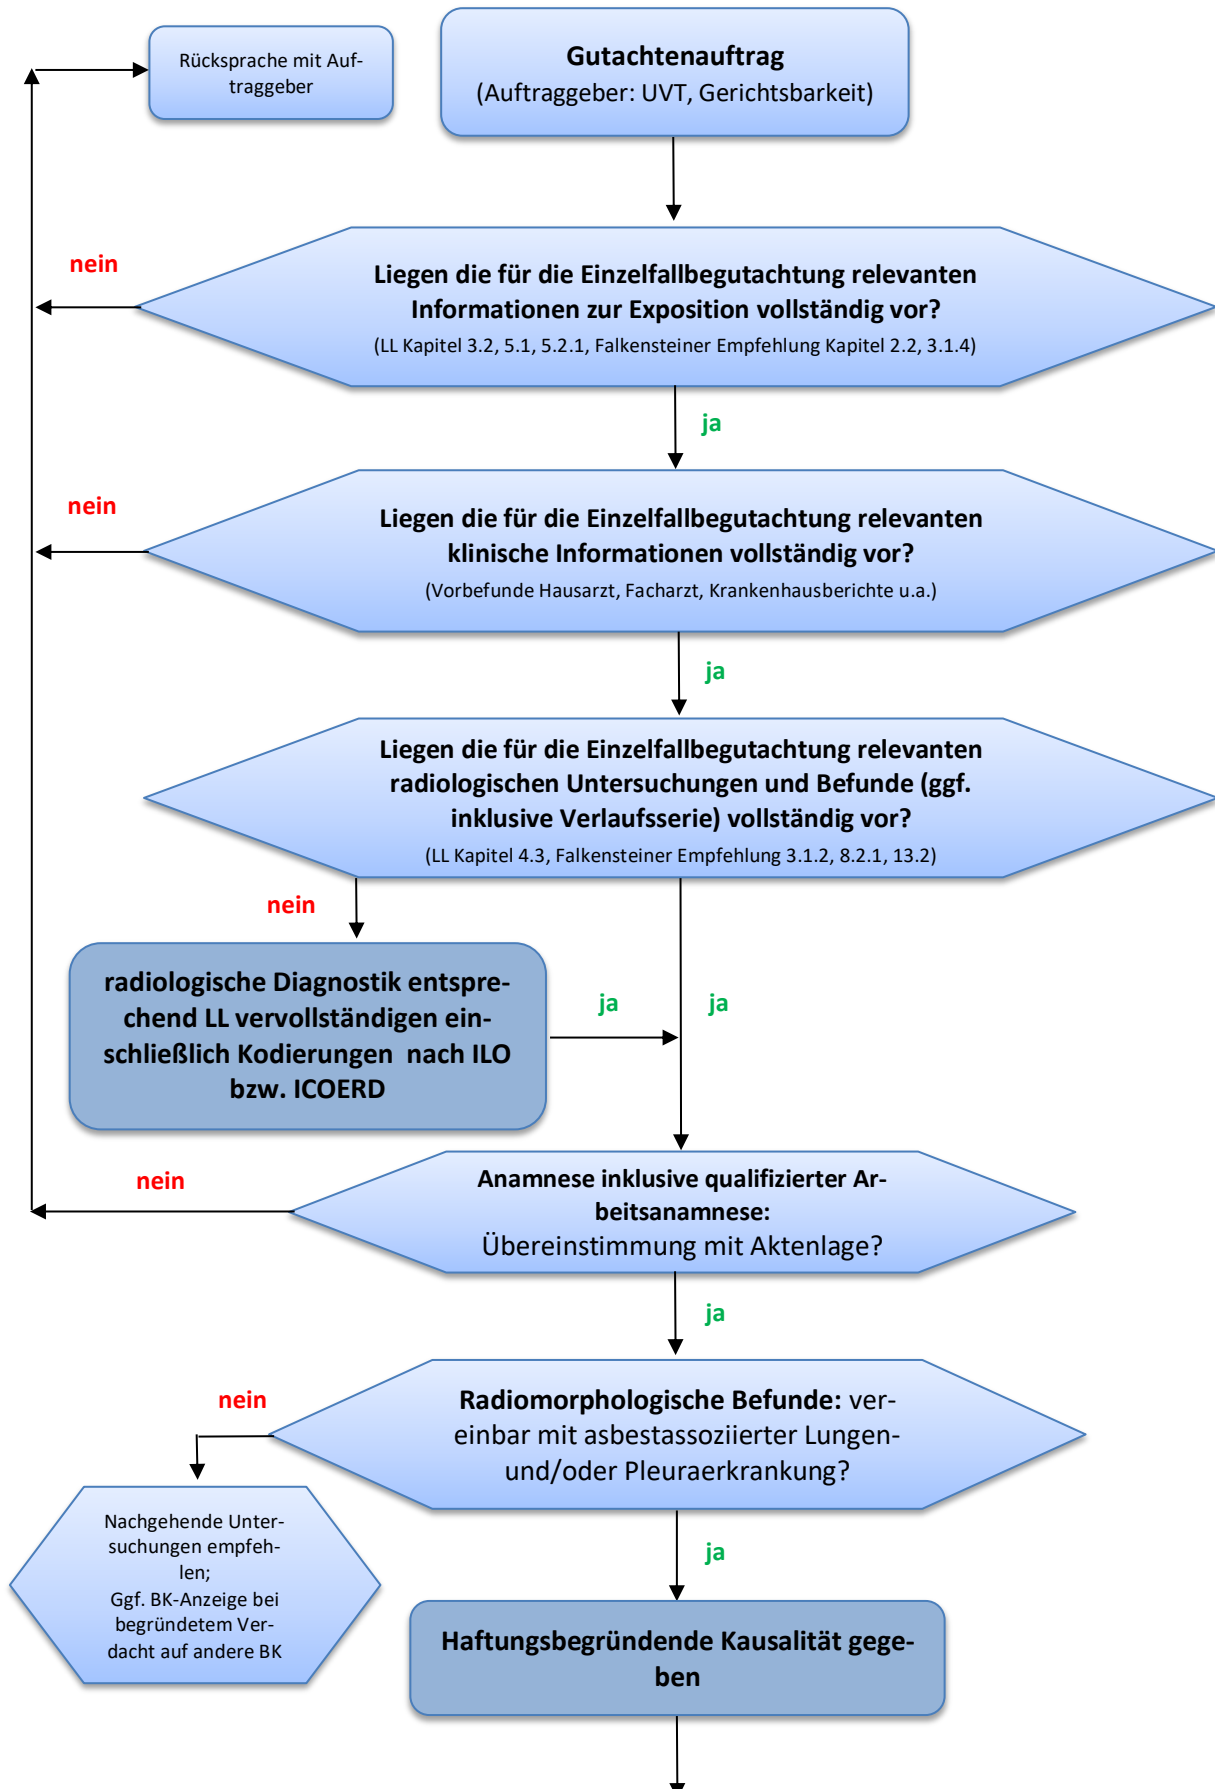 Rücksprache mit Auf-
traggeber
Gutachtenauftrag
(Auftraggeber: UVT, Gerichtsbarkeit)
nein
Liegen die für die Einzelfallbegutachtung relevanten
Informationen zur Exposition vollständig vor?
(LL Kapitel 3.2, 5.1, 5.2.1, Falkensteiner Empfehlung Kapitel 2.2, 3.1.4)
ja
nein
Liegen die für die Einzelfallbegutachtung relevanten
klinische Informationen vollständig vor?
(Vorbefunde Hausarzt, Facharzt, Krankenhausberichte u.a.)
ja
Liegen die für die Einzelfallbegutachtung relevanten
radiologischen Untersuchungen und Befunde (ggf.
inklusive Verlaufsserie) vollständig vor?
(LL Kapitel 4.3, Falkensteiner Empfehlung 3.1.2, 8.2.1, 13.2)
nein
radiologische Diagnostik entspre-
chend LL vervollständigen ein-
schließlich Kodierungen nach ILO
bzw. ICOERD
ja
ja
nein
Anamnese inklusive qualifizierter Ar-
beitsanamnese:
Übereinstimmung mit Aktenlage?
ja
nein
Radiomorphologische Befunde: ver-
einbar mit asbestassoziierter Lungen-
und/oder Pleuraerkrankung?
Nachgehende Unter-
suchungen empfeh-
len;
Ggf. BK-Anzeige bei
begründetem Ver-
dacht auf andere BK
ja
Haftungsbegründende Kausalität gege-
ben